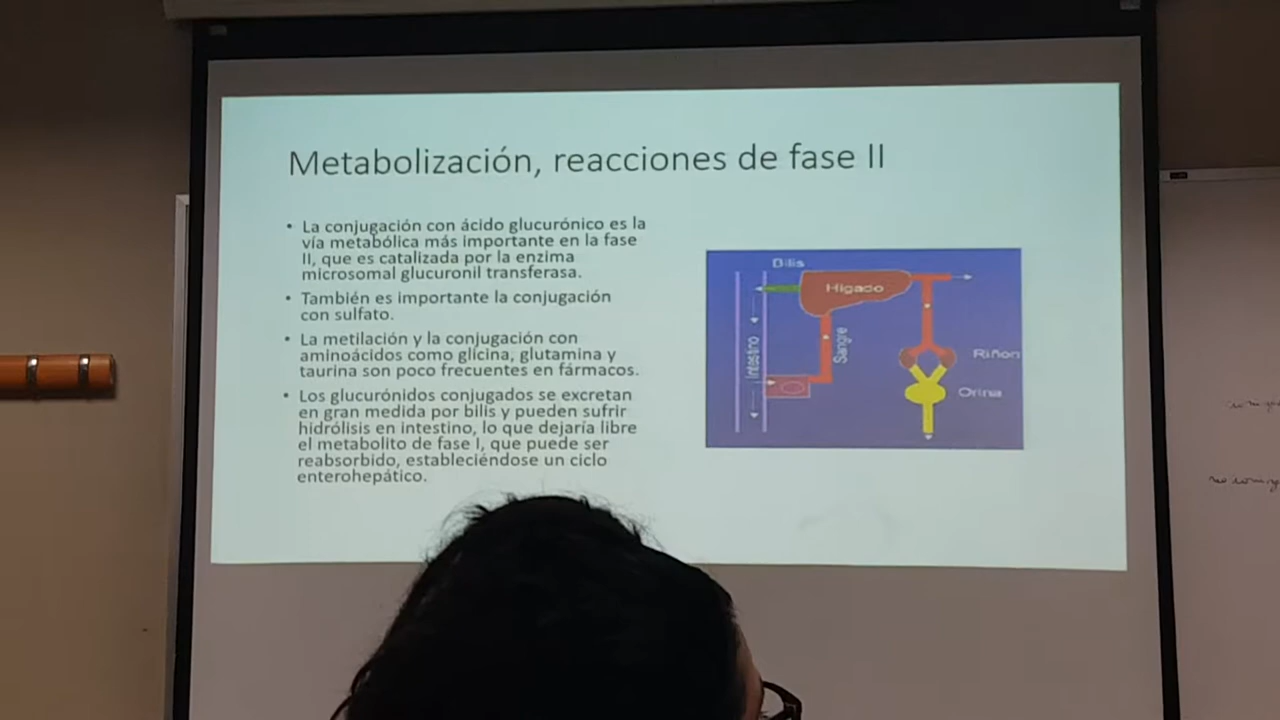 Metabolización, reacciones de fase II
• La conjugación con ácido glucurónico es la
vía metabólica más importante en la fase
II, que es catalizada por la enzima
microsomal glucuronil transferasa.
• También es importante la conjugación
con sulfato.
• La metilación y la conjugación con
aminoácidos como glicina, glutamina y
taurina son poco frecuentes en fármacos.
• Los glucurónidos conjugados se excretan
en gran medida por bilis y pueden sufrir
hidrólisis en intestino, lo que dejaría libre
el metabolito de fase I, que puede ser
reabsorbido, estableciéndose un ciclo
enterohepático.
Bilis
Hígado
Intestino
Sangre
Riñon
Orina